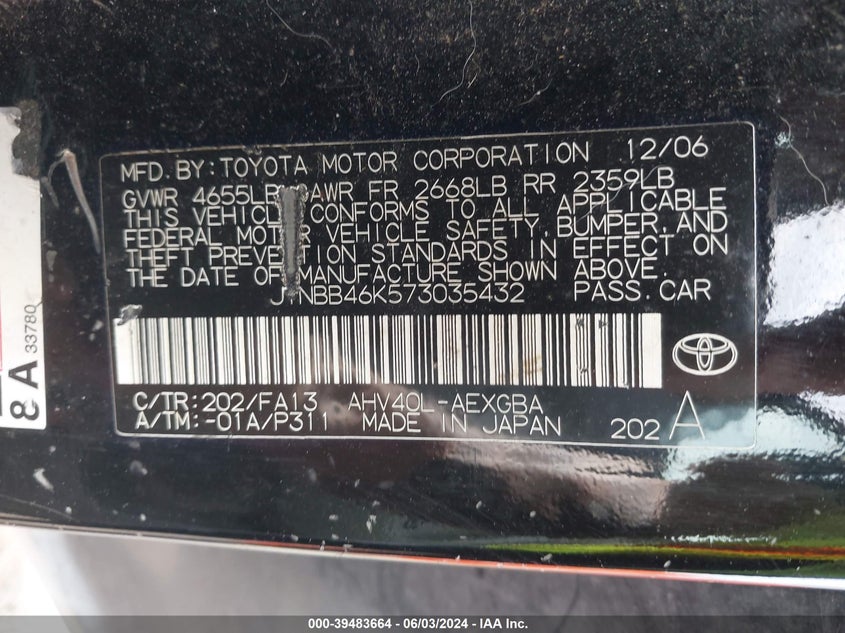 MFD. BY: TOYOTA MOTOR CORPORATION 12/06
GVWR 4655LB GAWR FR 2668LB RR 2359LB
THIS VEHICLE CONFORMS TO ALL APPLICABLE
FEDERAL MOTOR VEHICLE SAFETY, BUMPER, AND
THEFT PREVENTION STANDARDS IN EFFECT ON
THE DATE OF MANUFACTURE SHOWN ABOVE.
JTNBB46K573035432 PASS.CAR
C/TR:202/FA13 AHV40L-AEXGBA
A/TM:-01A/P311 MADE IN JAPAN
202A
8A
33780
000-39483664 - 06/03/2024 - IAA Inc.